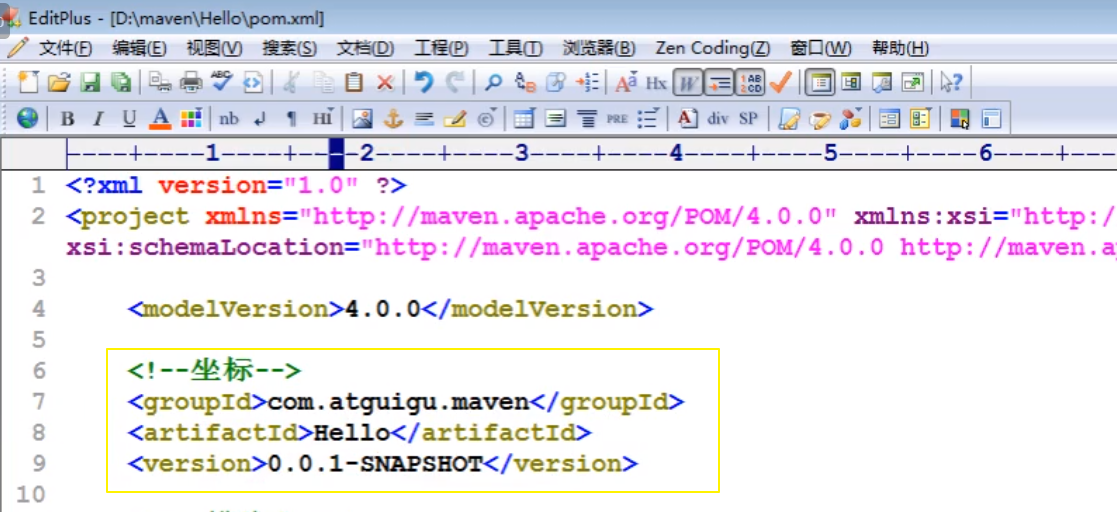 EditPlus - [D:\maven\Hello\pom.xml]
文件(F) 编辑(E) 视图(V) 搜索(S) 文档(D) 工程(P) 工具(T) 浏览器(B) Zen Coding(Z) 窗口(W) 帮助(H)
Hx W
B I U A nb Hi PRE A div SP
----+----1----+----2----+----3----+----4----+----5----+----6----+---
1 <?xml version="1.0" ?>
2 <project xmlns="http://maven.apache.org/POM/4.0.0" xmlns:xsi="http:/
xsi:schemaLocation="http://maven.apache.org/POM/4.0.0 http://maven.a
3
4 <modelVersion>4.0.0</modelVersion>
5
6 <!--坐标-->
7 <groupId>com.atguigu.maven</groupId>
8 <artifactId>Hello</artifactId>
9 <version>0.0.1-SNAPSHOT</version>
10